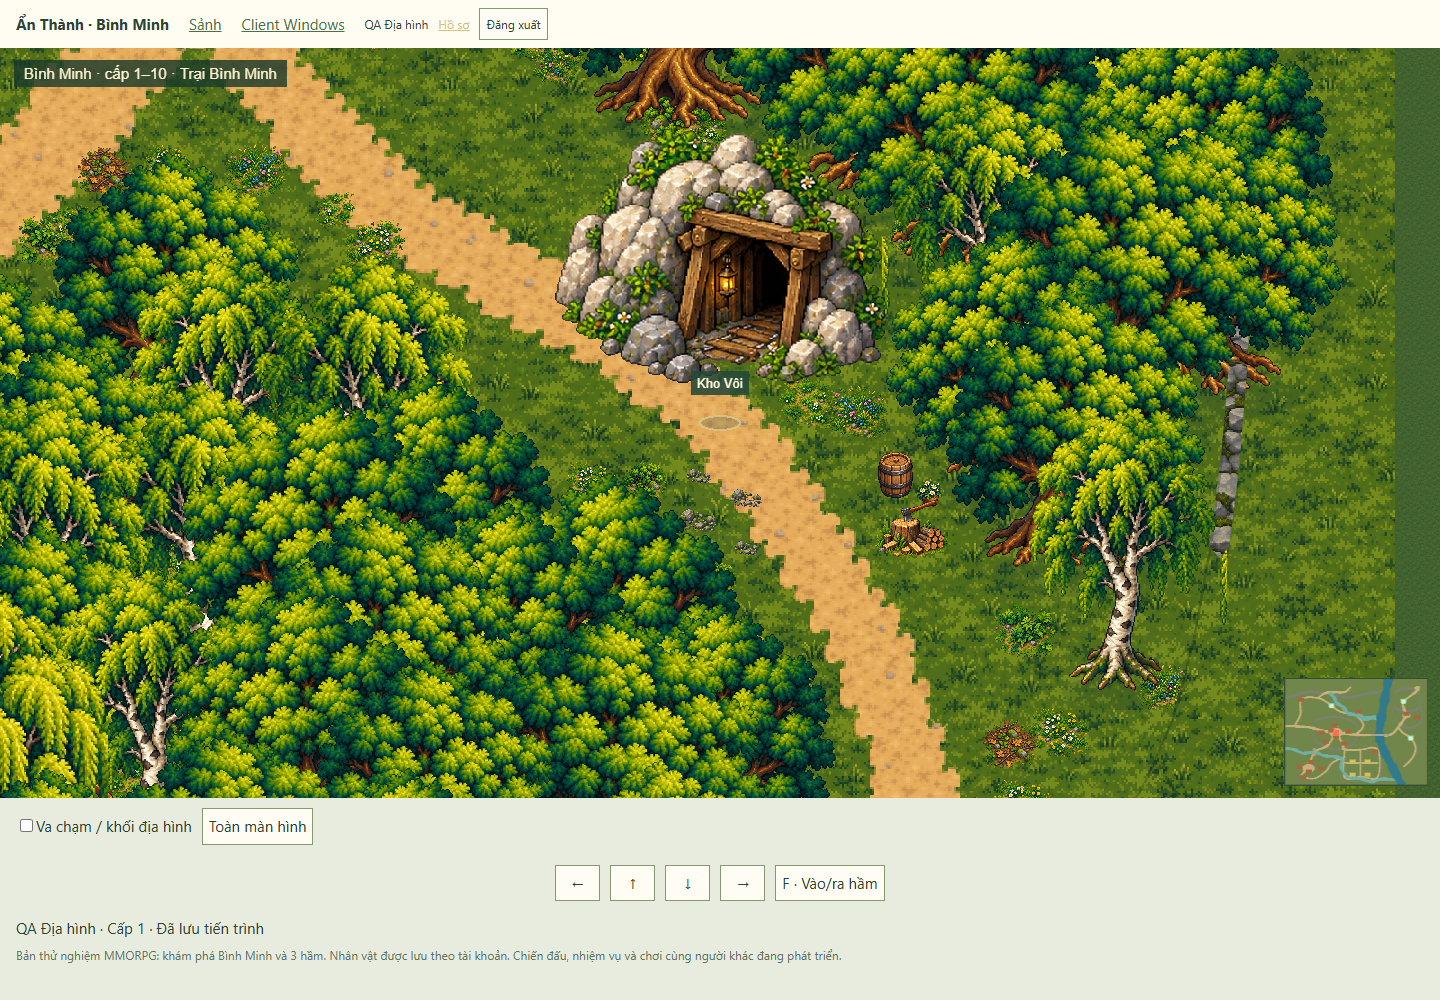 Ẩn Thành · Bình Minh Sảnh Client Windows QA Địa hình Hồ sơ Đăng xuất
Bình Minh · cấp 1–10 · Trại Bình Minh
Kho Vôi
Va chạm / khối địa hình Toàn màn hình
← ↑ ↓ → F · Vào/ra hầm
QA Địa hình · Cấp 1 · Đã lưu tiến trình
Bản thử nghiệm MMORPG: khám phá Bình Minh và 3 hầm. Nhân vật được lưu theo tài khoản. Chiến đấu, nhiệm vụ và chơi cùng người khác đang phát triển.